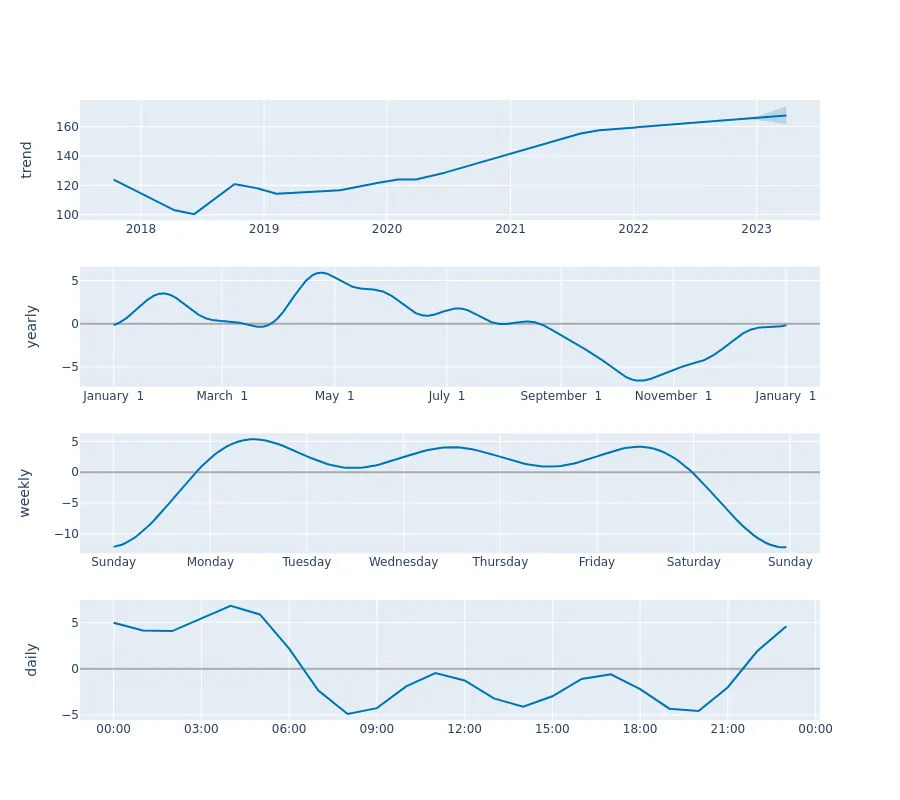 trend
160
140
120
100
2018 2019 2020 2021 2022 2023
yearly
5
0
−5
January 1 March 1 May 1 July 1 September 1 November 1 January 1
weekly
5
0
−5
−10
Sunday Monday Tuesday Wednesday Thursday Friday Saturday Sunday
daily
5
0
−5
00:00 03:00 06:00 09:00 12:00 15:00 18:00 21:00 00:00